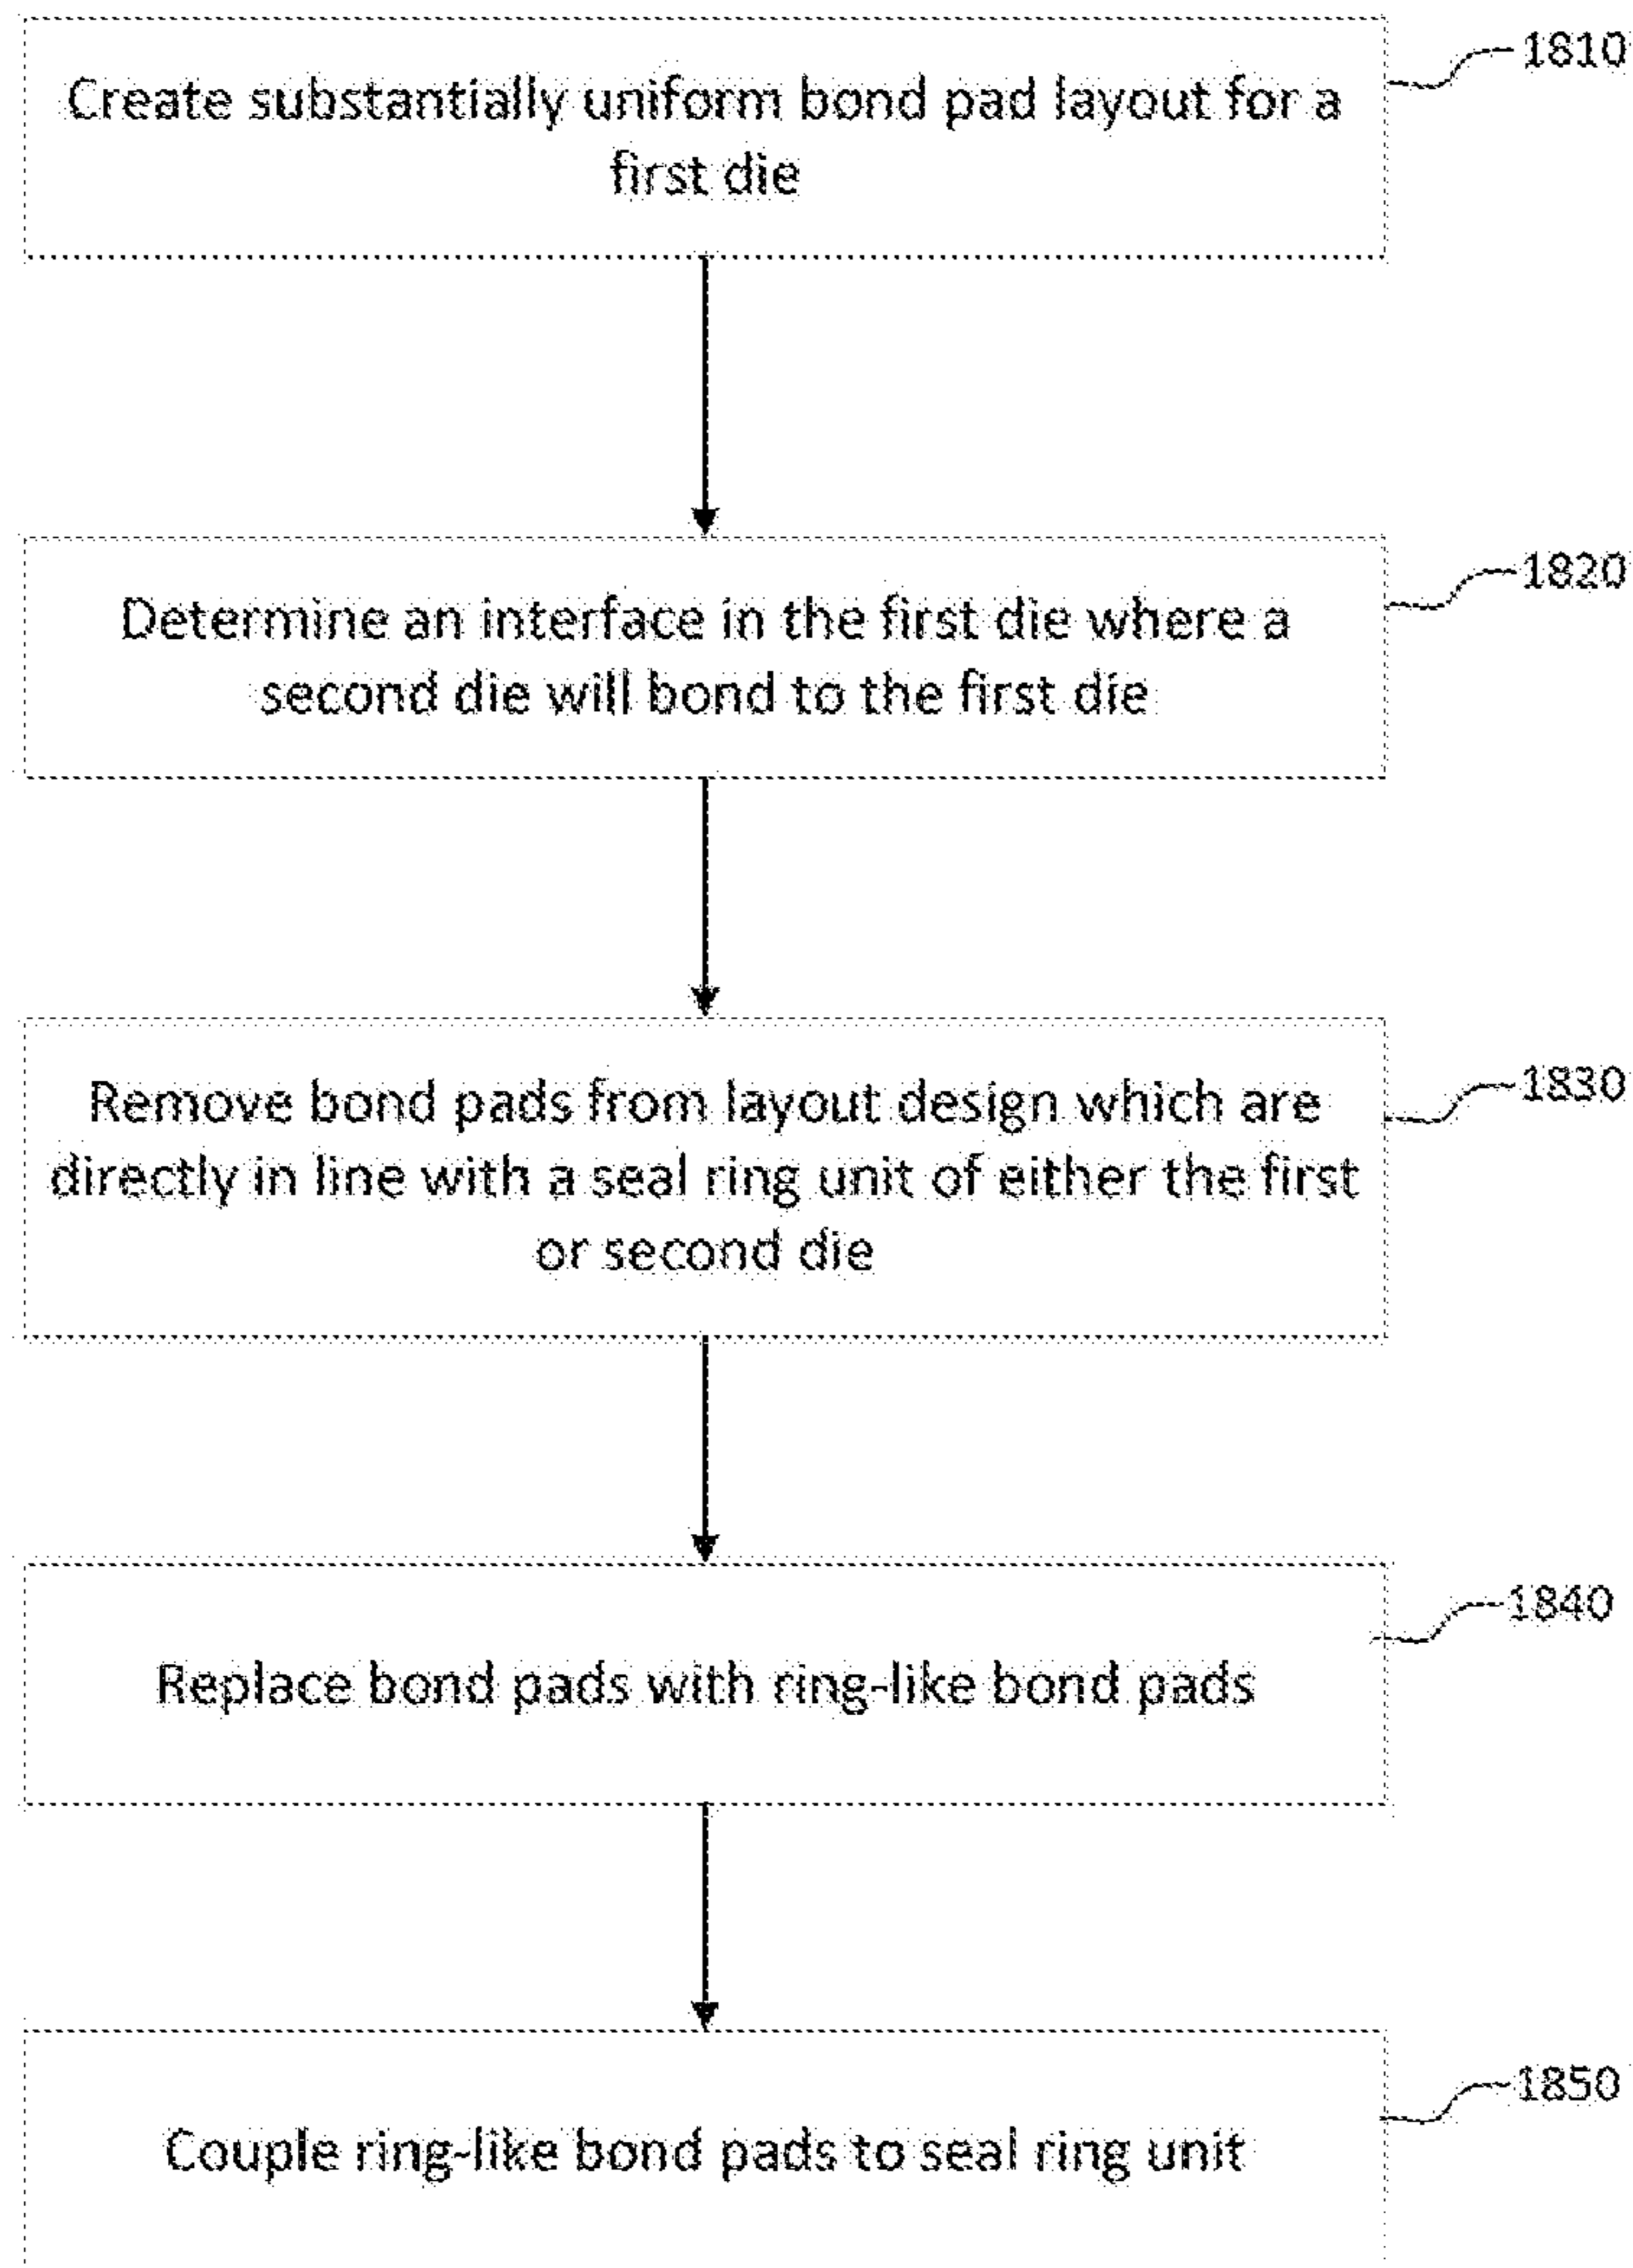 1810
Create substantially uniform bond pad layout for a
first die
1820
Determine an interface in the first die where a
second die will bond to the first die
1830
Remove bond pads from layout design which are
directly in line with a seal ring unit of either the first
or second die
1840
Replace bond pads with ring-like bond pads
1850
Couple ring-like bond pads to seal ring unit